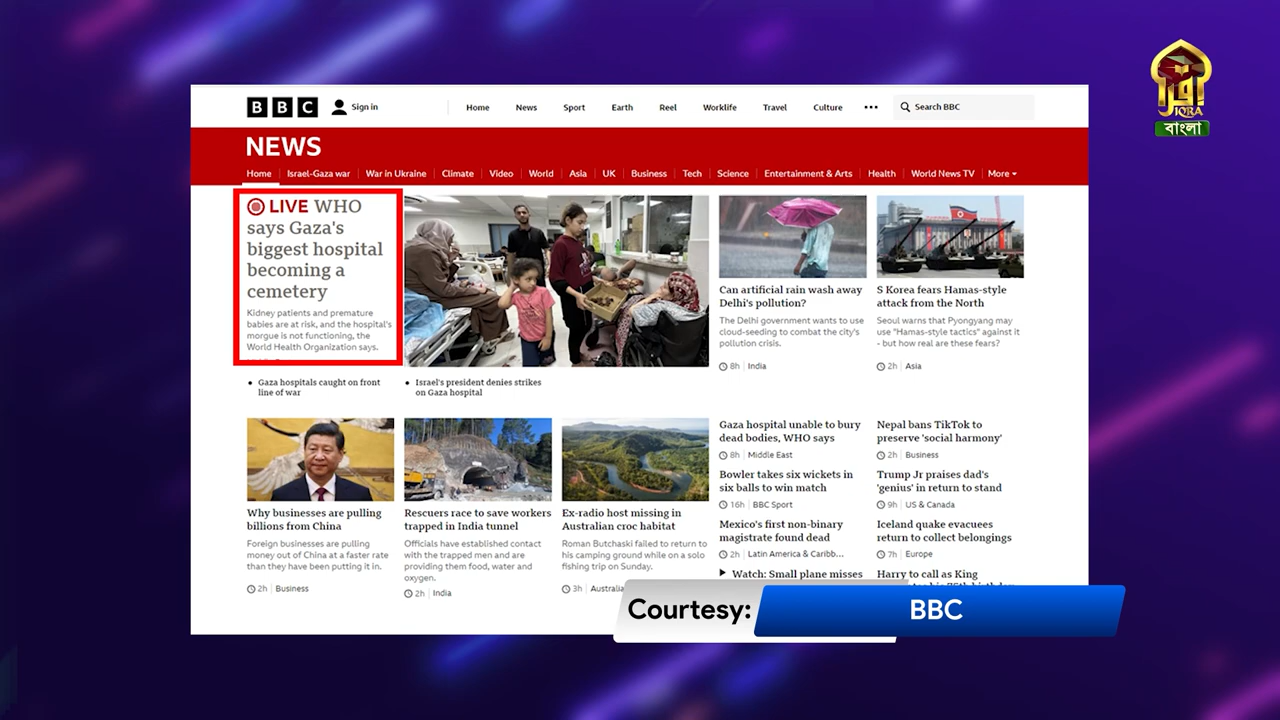 اقرأ
IQRA
বাংলা
BBC
Sign in
Home
News
Sport
Earth
Reel
Worklife
Travel
Culture
Search BBC
NEWS
Home
Israel-Gaza war
War in Ukraine
Climate
Video
World
Asia
UK
Business
Tech
Science
Entertainment & Arts
Health
World News TV
More
LIVE WHO
says Gaza's
biggest hospital
becoming a
cemetery
Kidney patients and premature
babies are at risk, and the hospital's
morgue is not functioning, the
World Health Organization says.
Gaza hospitals caught on front
line of war
Israel's president denies strikes
on Gaza hospital
Can artificial rain wash away
Delhi's pollution?
The Delhi government wants to use
cloud-seeding to combat the city's
pollution crisis.
8h | India
S Korea fears Hamas-style
attack from the North
Seoul warns that Pyongyang may
use "Hamas-style tactics" against it
- but how real are these fears?
2h | Asia
Why businesses are pulling
billions from China
Foreign businesses are pulling
money out of China at a faster rate
than they have been putting it in.
2h | Business
Rescuers race to save workers
trapped in India tunnel
Officials have established contact
with the trapped men and are
providing them food, water and
oxygen.
2h | India
Ex-radio host missing in
Australian croc habitat
Roman Butchaski failed to return to
his camping ground while on a solo
fishing trip on Sunday.
3h | Australia
Gaza hospital unable to bury
dead bodies, WHO says
8h | Middle East
Bowler takes six wickets in
six balls to win match
16h | BBC Sport
Mexico's first non-binary
magistrate found dead
2h | Latin America & Caribb...
Watch: Small plane misses
Nepal bans TikTok to
preserve 'social harmony'
2h | Business
Trump Jr praises dad's
'genius' in return to stand
9h | US & Canada
Iceland quake evacuees
return to collect belongings
7h | Europe
Harry to call as King
Courtesy:
BBC